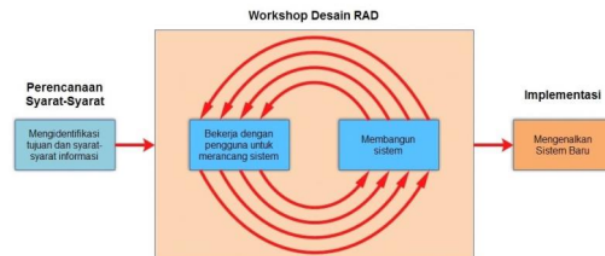 Workshop Desain RAD
Perencanaan
Syarat-Syarat
Mengidentifikasi
tujuan dan syarat-
syarat informasi
Bekerja dengan
pengguna untuk
merancang sistem
Membangun
sistem
Implementasi
Mengenalkan
Sistem Baru